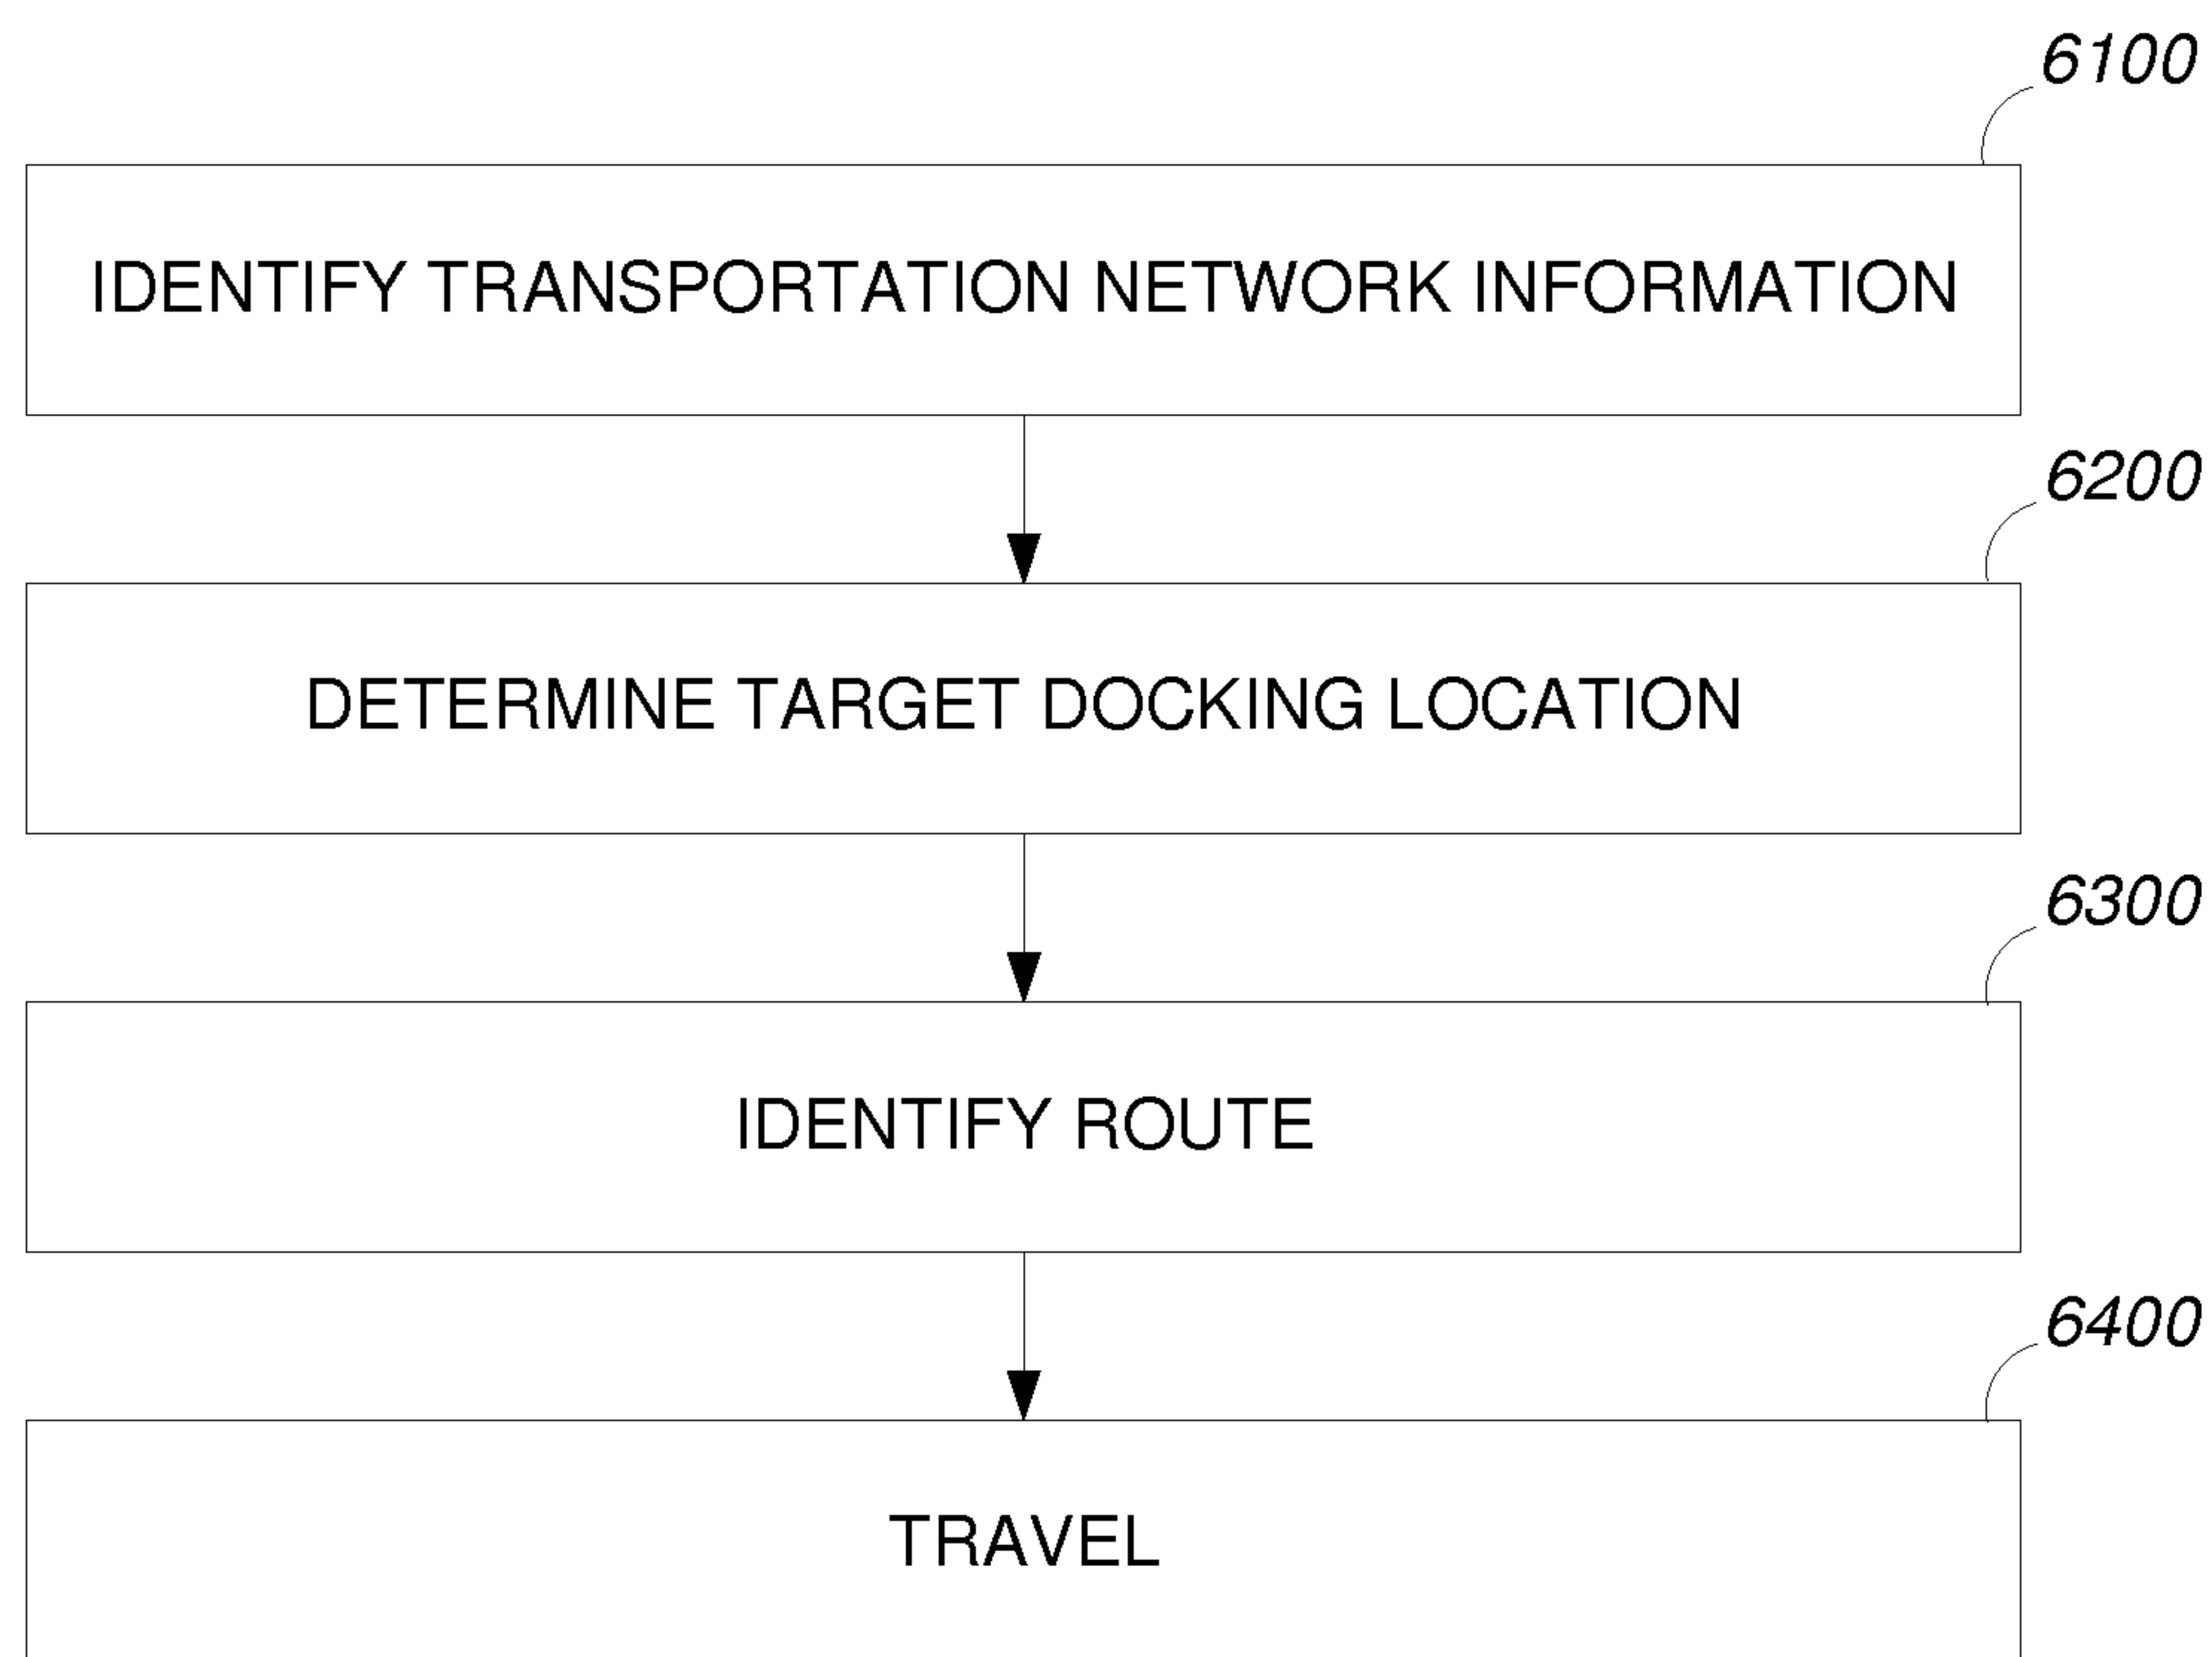 6100
IDENTIFY TRANSPORTATION NETWORK INFORMATION
6200
DETERMINE TARGET DOCKING LOCATION
6300
IDENTIFY ROUTE
6400
TRAVEL